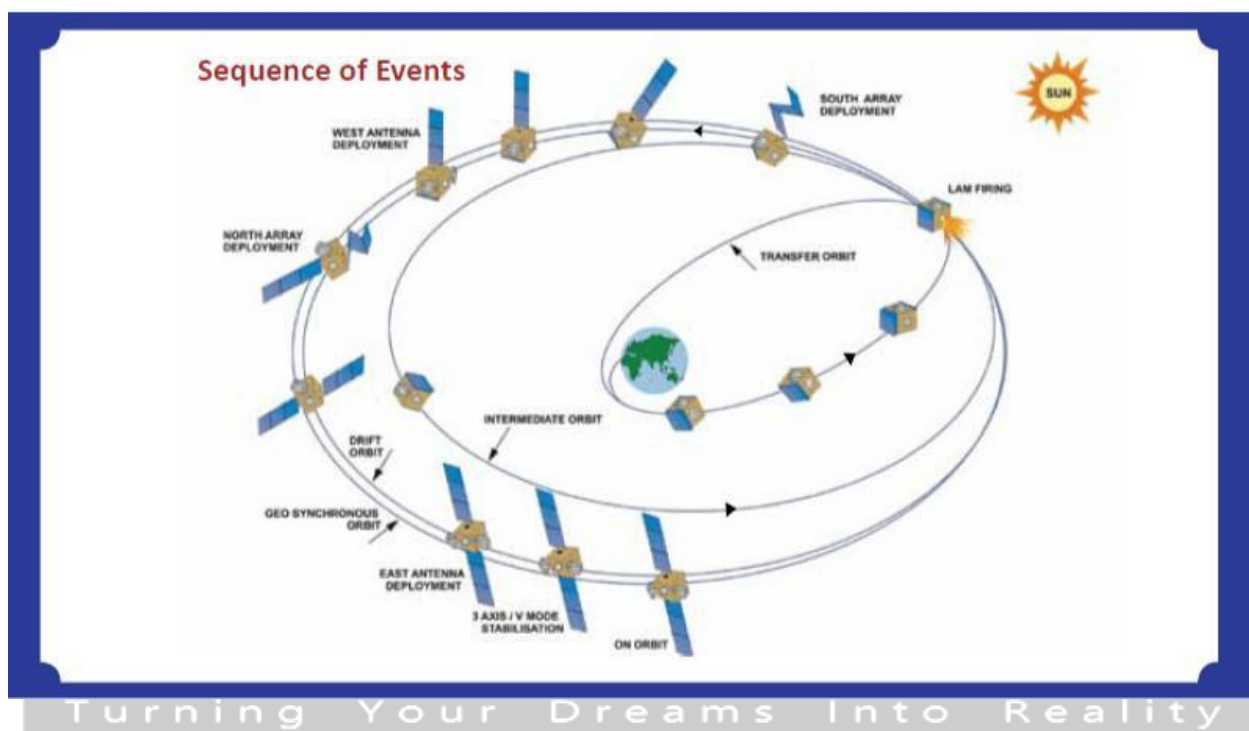 Sequence of Events
SUN
SOUTH ARRAY
DEPLOYMENT
WEST ANTENNA
DEPLOYMENT
LAM FIRING
NORTH ARRAY
DEPLOYMENT
TRANSFER ORBIT
INTERMEDIATE ORBIT
DRIFT
ORBIT
GEO SYNCHRONOUS
ORBIT
EAST ANTENNA
DEPLOYMENT
3 AXIS / V MODE
STABILISATION
ON ORBIT
Turning Your Dreams Into Reality